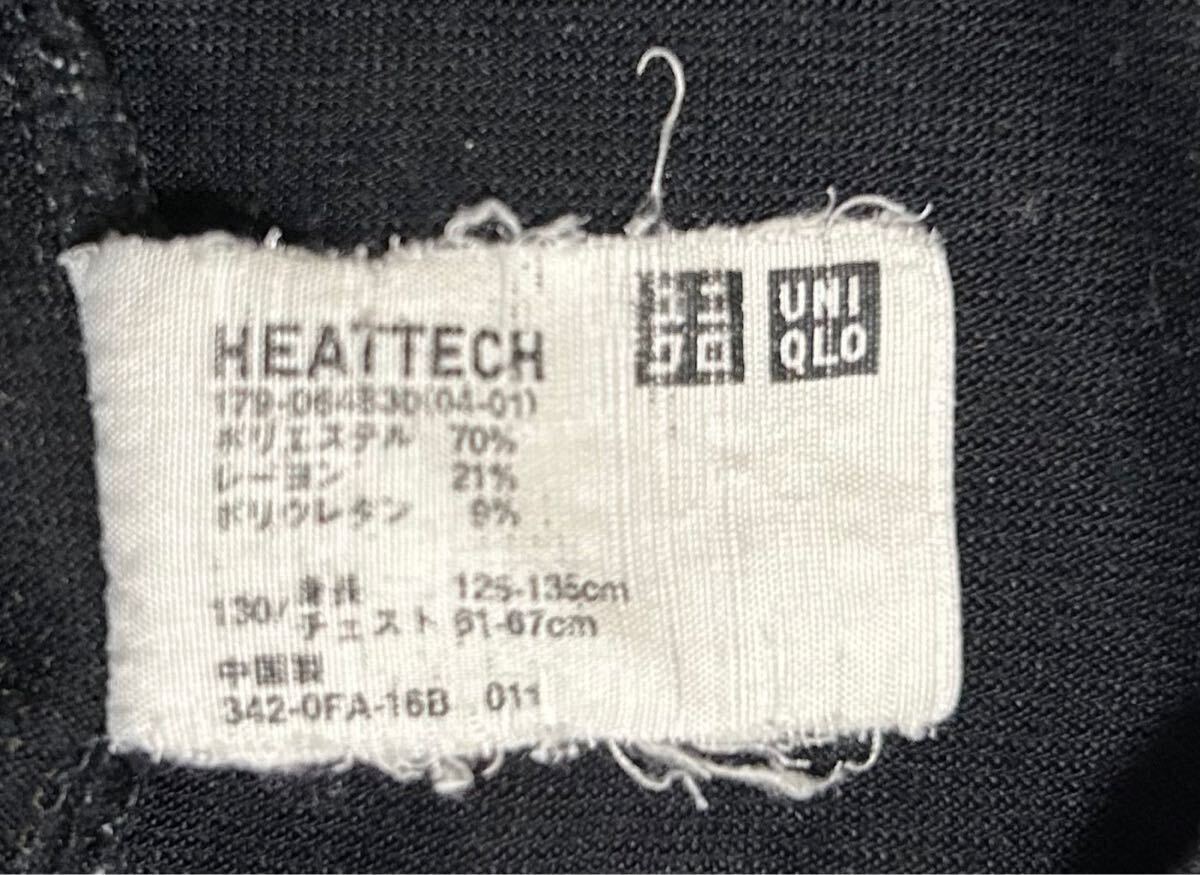 ユニ
クロ
UNI
QLO
HEATTECH
179-064830(04-01)
ポリエステル 70%
レーヨン 21%
ポリウレタン 9%
130/ 身長 125-135cm
チェスト 61-67cm
中国製
342-0FA-16B 011